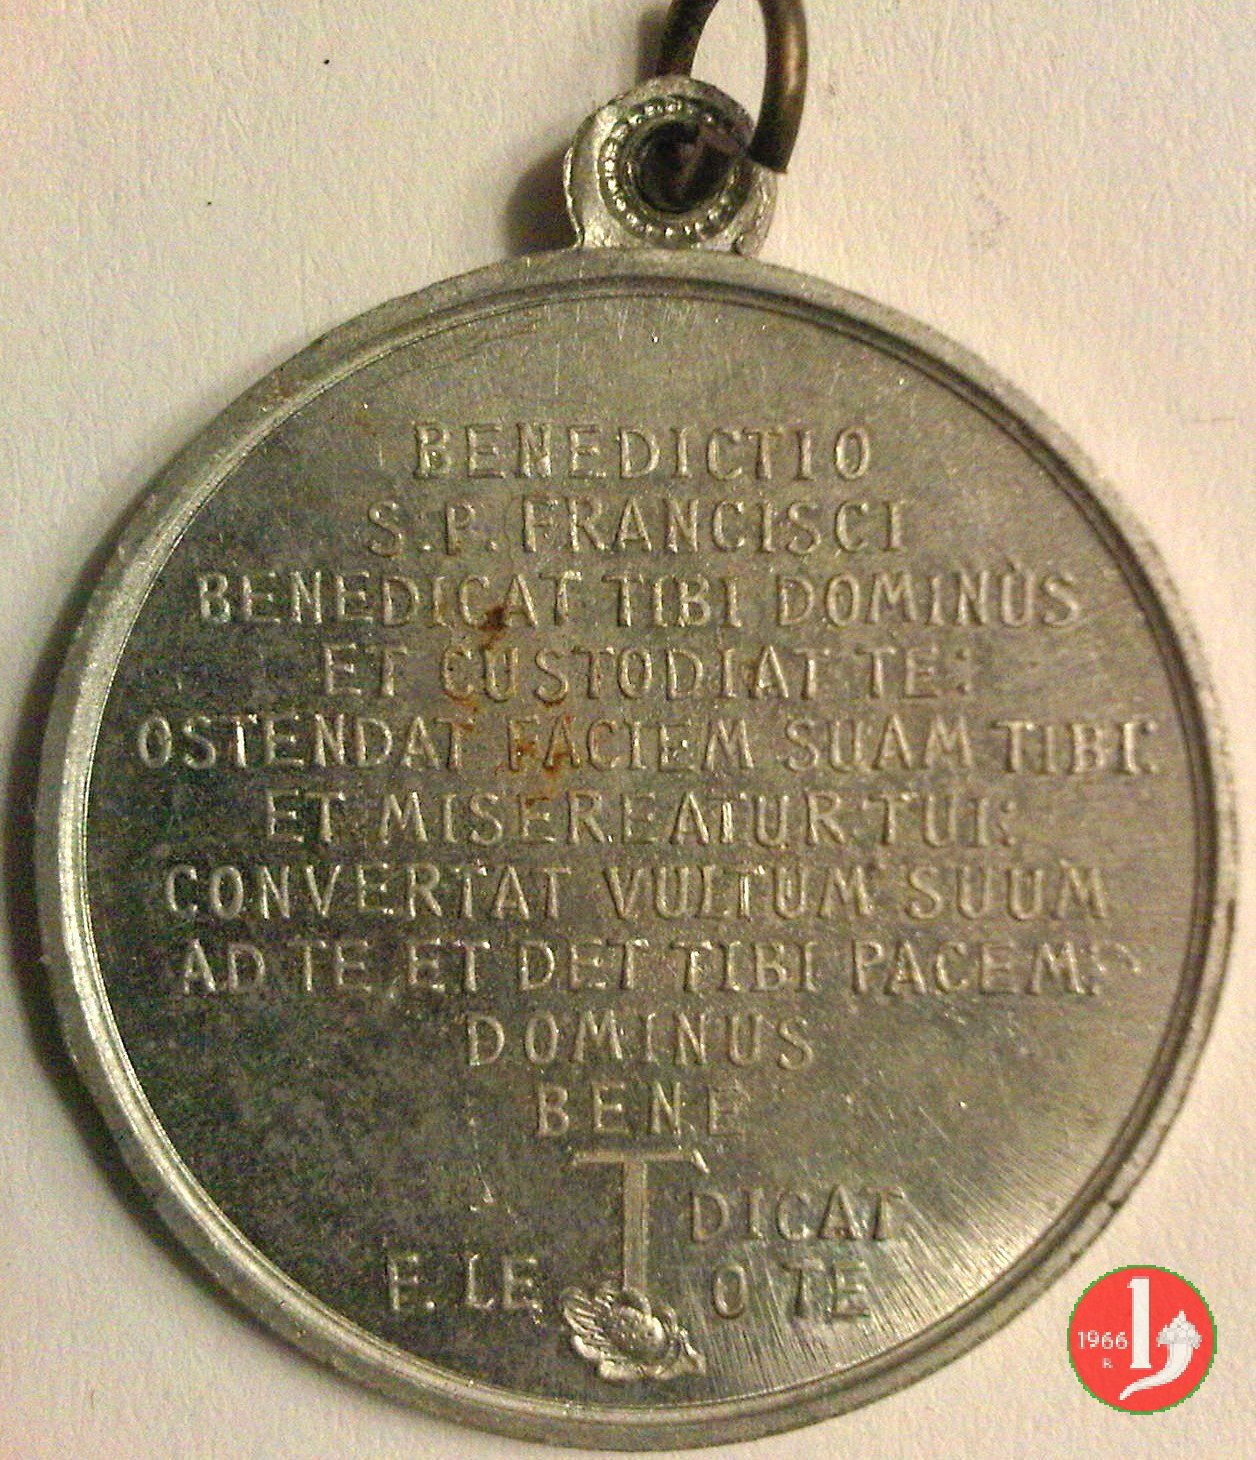 BENEDICTIO
S. P. FRANCISCI
BENEDICAT TIBI DOMINUS
ET CUSTODIAT TE:
OSTENDAT FACIEM SUAM TIBI.
ET MISEREATUR TUI:
CONVERTAT VULTUM SUUM
AD TE ET DET TIBI PACEM:
DOMINUS
BENE
DICAT
F. LE T O TE
1966
R